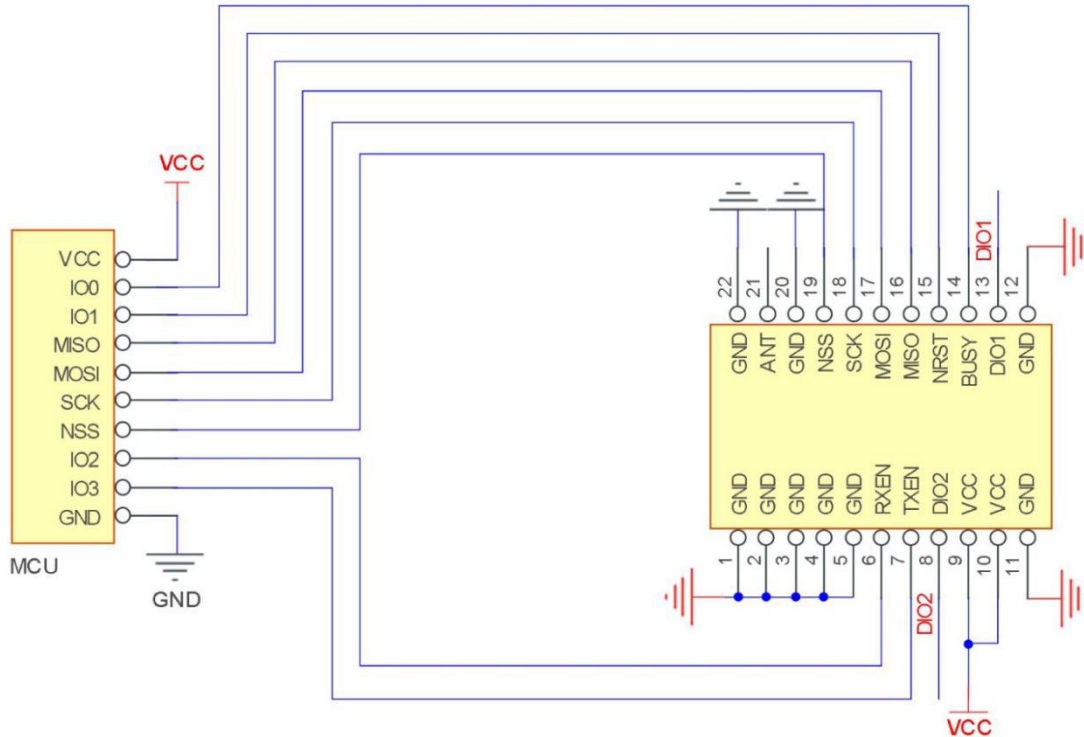 VCC
VCC
IO0
IO1
MISO
MOSI
SCK
NSS
IO2
IO3
GND
MCU
GND
DIO1
22 21 20 19 18 17 16 15 14 13 12
GND ANT GND NSS SCK MOSI MISO NRST BUSY DIO1 GND
GND GND GND GND GND RXEN TXEN DIO2 VCC VCC GND
1 2 3 4 5 6 7 8 9 10 11
DIO2
VCC